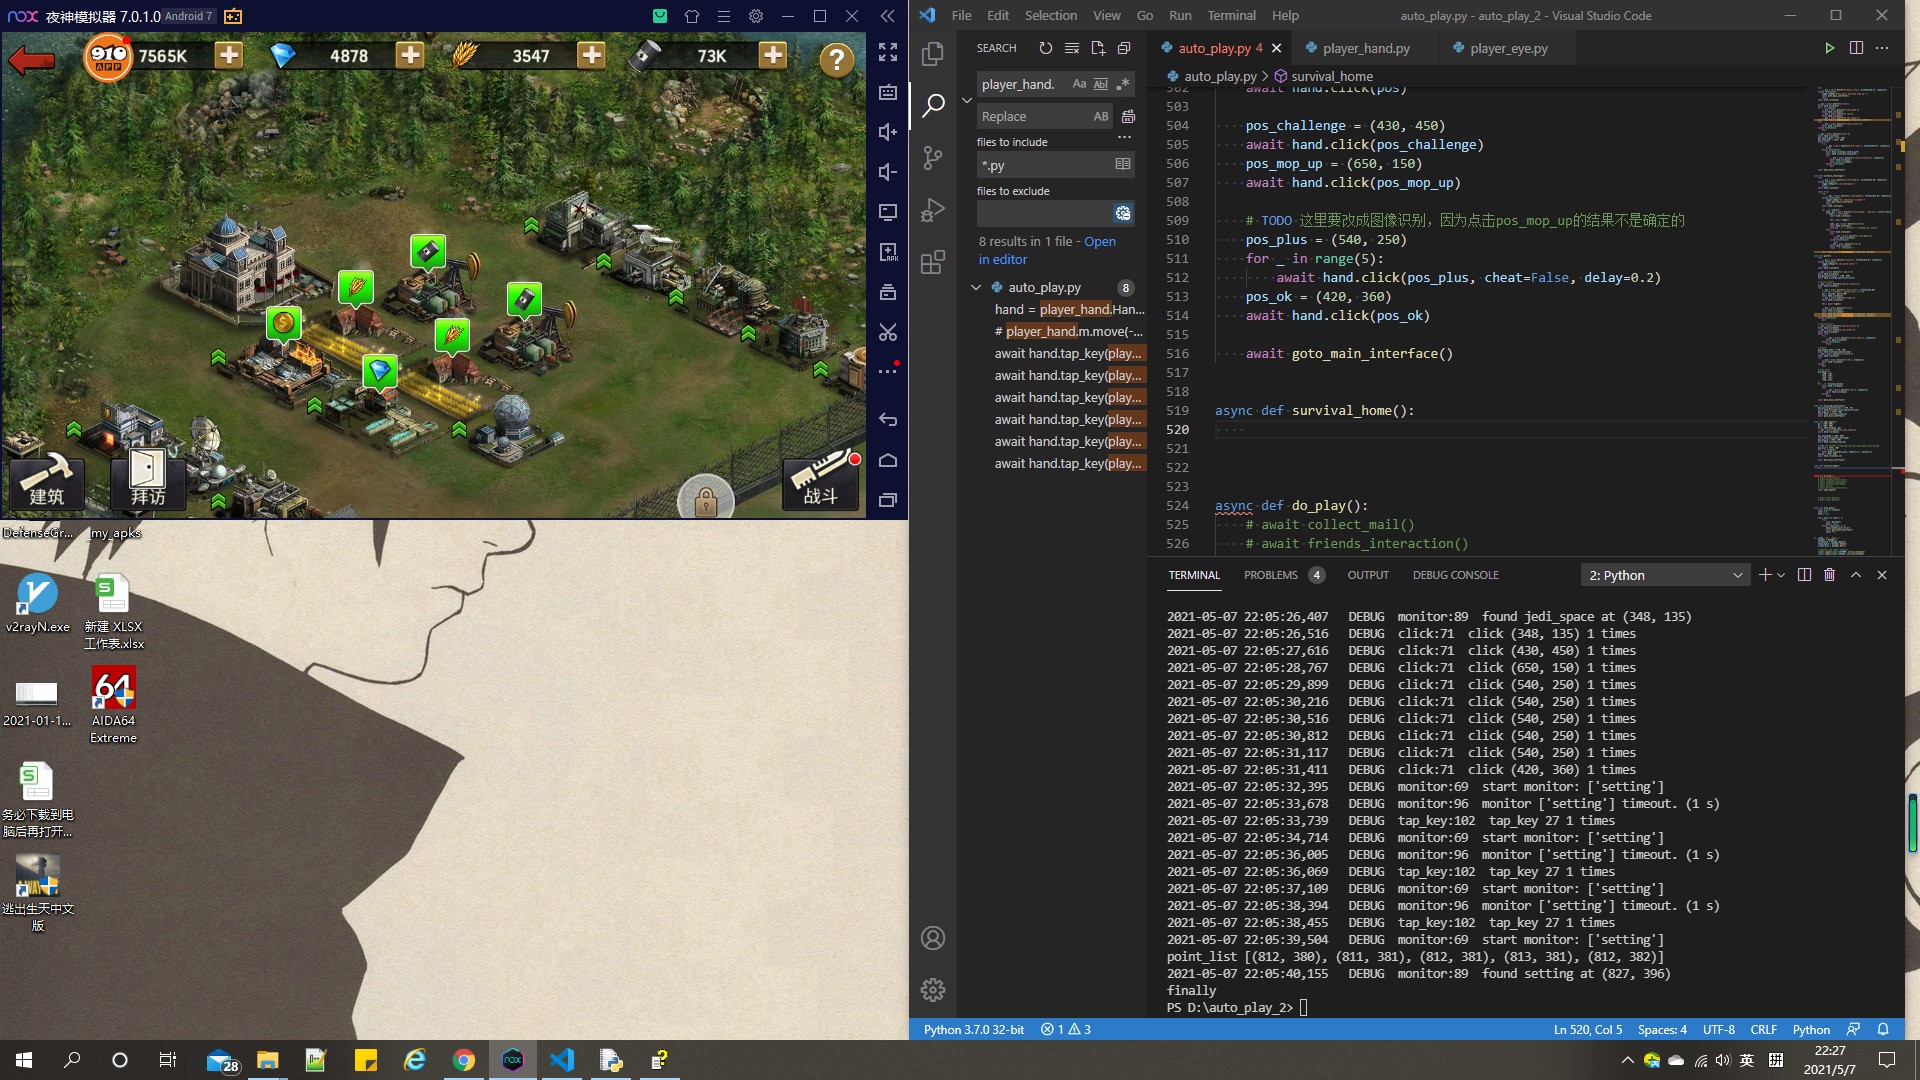 nox 夜神模拟器 7.0.1.0 Android 7
910
APP
7565K
4878
3547
73K
?
建筑
拜访
战斗
DefenseGr...
_my_apks
v2rayN.exe
新建 XLSX
工作表.xlsx
2021-01-1...
64
AIDA64
Extreme
务必下载到电
脑后再打开...
逃出生天中文
版
File Edit Selection View Go Run Terminal Help
auto_play.py - auto_play_2 - Visual Studio Code
SEARCH
player_hand.
Aa
Replace
AB
files to include
*.py
files to exclude
8 results in 1 file - Open
in editor
auto_play.py 8
hand = player_hand.Han...
# player_hand.m.move(-...
await hand.tap_key(play...
await hand.tap_key(play...
await hand.tap_key(play...
await hand.tap_key(play...
await hand.tap_key(play...
await hand.tap_key(play...
auto_play.py 4
player_hand.py
player_eye.py
auto_play.py > survival_home
502 await hand.click(pos)
503
504 pos_challenge = (430, 450)
505 await hand.click(pos_challenge)
506 pos_mop_up = (650, 150)
507 await hand.click(pos_mop_up)
508
509 # TODO 这里要改成图像识别，因为点击pos_mop_up的结果不是确定的
510 pos_plus = (540, 250)
511 for _ in range(5):
512 await hand.click(pos_plus, cheat=False, delay=0.2)
513 pos_ok = (420, 360)
514 await hand.click(pos_ok)
515
516 await goto_main_interface()
517
518
519 async def survival_home():
520
521
522
523
524 async def do_play():
525 # await collect_mail()
526 # await friends_interaction()
TERMINAL PROBLEMS 4 OUTPUT DEBUG CONSOLE 2: Python
2021-05-07 22:05:26,407 DEBUG monitor:89 found jedi_space at (348, 135)
2021-05-07 22:05:26,516 DEBUG click:71 click (348, 135) 1 times
2021-05-07 22:05:27,616 DEBUG click:71 click (430, 450) 1 times
2021-05-07 22:05:28,767 DEBUG click:71 click (650, 150) 1 times
2021-05-07 22:05:29,899 DEBUG click:71 click (540, 250) 1 times
2021-05-07 22:05:30,216 DEBUG click:71 click (540, 250) 1 times
2021-05-07 22:05:30,516 DEBUG click:71 click (540, 250) 1 times
2021-05-07 22:05:30,812 DEBUG click:71 click (540, 250) 1 times
2021-05-07 22:05:31,117 DEBUG click:71 click (540, 250) 1 times
2021-05-07 22:05:31,411 DEBUG click:71 click (420, 360) 1 times
2021-05-07 22:05:32,395 DEBUG monitor:69 start monitor: ['setting']
2021-05-07 22:05:33,678 DEBUG monitor:96 monitor ['setting'] timeout. (1 s)
2021-05-07 22:05:33,739 DEBUG tap_key:102 tap_key 27 1 times
2021-05-07 22:05:34,714 DEBUG monitor:69 start monitor: ['setting']
2021-05-07 22:05:36,005 DEBUG monitor:96 monitor ['setting'] timeout. (1 s)
2021-05-07 22:05:36,069 DEBUG tap_key:102 tap_key 27 1 times
2021-05-07 22:05:37,109 DEBUG monitor:69 start monitor: ['setting']
2021-05-07 22:05:38,394 DEBUG monitor:96 monitor ['setting'] timeout. (1 s)
2021-05-07 22:05:38,455 DEBUG tap_key:102 tap_key 27 1 times
2021-05-07 22:05:39,504 DEBUG monitor:69 start monitor: ['setting']
point_list [(812, 380), (811, 381), (812, 381), (813, 381), (812, 382)]
2021-05-07 22:05:40,155 DEBUG monitor:89 found setting at (827, 396)
finally
PS D:\auto_play_2>
Python 3.7.0 32-bit 1 3
Ln 520, Col 5 Spaces: 4 UTF-8 CRLF Python
28
英 拼
22:27
2021/5/7